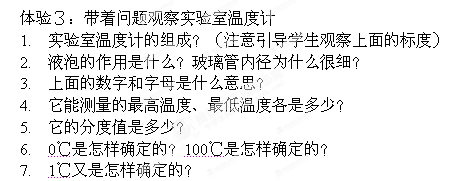 体验3：带着问题观察实验室温度计
1. 实验室温度计的组成？（注意引导学生观察上面的标度）
2. 液泡的作用是什么？玻璃管内径为什么很细？
3. 上面的数字和字母是什么意思？
4. 它能测量的最高温度、最低温度各是多少？
5. 它的分度值是多少？
6. 0℃是怎样确定的？100℃是怎样确定的？
7. 1℃又是怎样确定的？